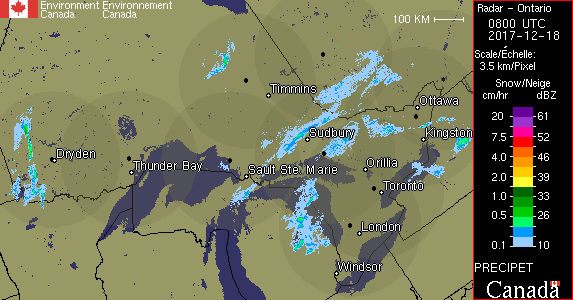 Environment Environnement
Canada Canada
100 KM
Timmins
Ottawa
Sudbury
Kingston
Dryden
Thunder Bay
Sault Ste. Marie
Orillia
Toronto
London
Windsor
Radar - Ontario
0800 UTC
2017-12-18
Scale/Échelle:
3.5 km/Pixel
Snow/Neige
cm/hr dBZ
20 61
7.5 52
4.0 46
2.0 39
1.0 33
0.5 26
0.1 10
PRECIPET
Canada